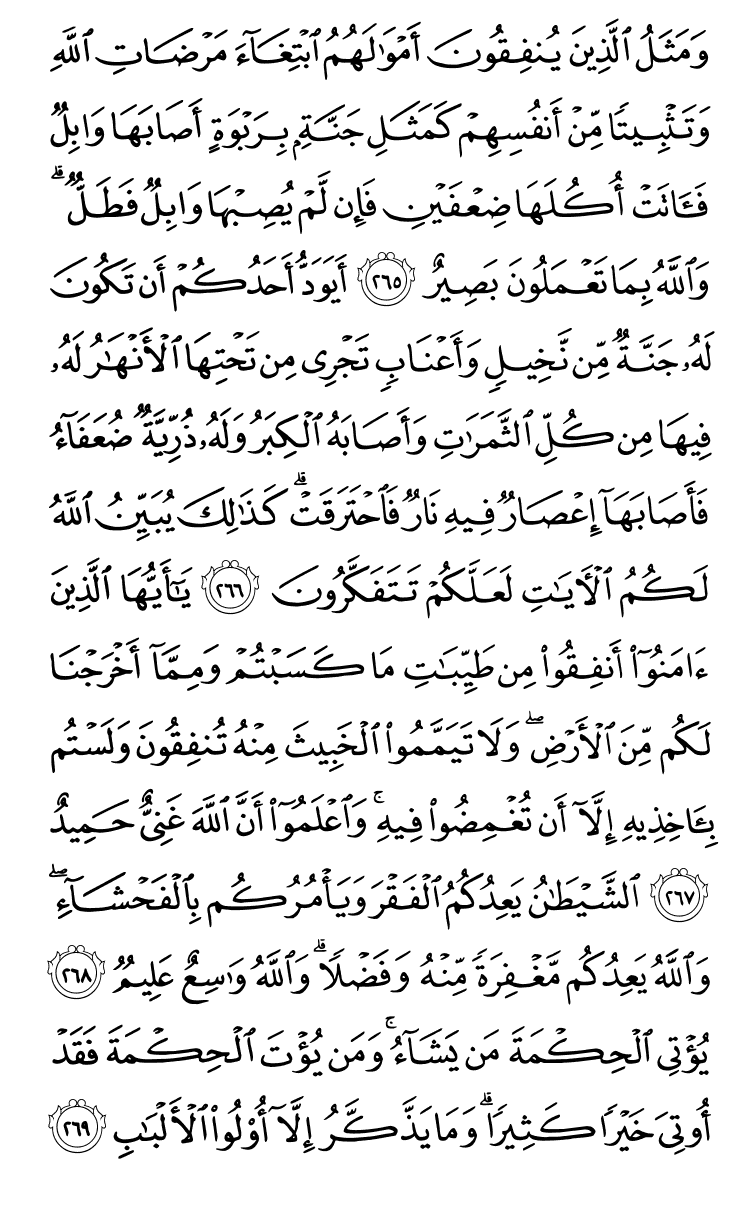 وَمَثَلُ ٱلَّذِينَ يُنفِقُونَ أَمۡوَٰلَهُمُ ٱبۡتِغَآءَ مَرۡضَاتِ ٱللَّهِ
وَتَثۡبِيتٗا مِّنۡ أَنفُسِهِمۡ كَمَثَلِ جَنَّةِۭ بِرَبۡوَةٍ أَصَابَهَا وَابِلٞ
فَـَٔاتَتۡ أُكُلَهَا ضِعۡفَيۡنِ فَإِن لَّمۡ يُصِبۡهَا وَابِلٞ فَطَلّٞۗ
وَٱللَّهُ بِمَا تَعۡمَلُونَ بَصِيرٌ ٢٦٥ أَيَوَدُّ أَحَدُكُمۡ أَن تَكُونَ
لَهُۥ جَنَّةٞ مِّن نَّخِيلٖ وَأَعۡنَابٖ تَجۡرِي مِن تَحۡتِهَا ٱلۡأَنۡهَٰرُ لَهُۥ
فِيهَا مِن كُلِّ ٱلثَّمَرَٰتِ وَأَصَابَهُ ٱلۡكِبَرُ وَلَهُۥ ذُرِّيَّةٞ ضُعَفَآءُ
فَأَصَابَهَآ إِعۡصَارٞ فِيهِ نَارٞ فَٱحۡتَرَقَتۡۗ كَذَٰلِكَ يُبَيِّنُ ٱللَّهُ
لَكُمُ ٱلۡأٓيَٰتِ لَعَلَّكُمۡ تَتَفَكَّرُونَ ٢٦٦ يَٰٓأَيُّهَا ٱلَّذِينَ
ءَامَنُوٓاْ أَنفِقُواْ مِن طَيِّبَٰتِ مَا كَسَبۡتُمۡ وَمِمَّآ أَخۡرَجۡنَا
لَكُم مِّنَ ٱلۡأَرۡضِۖ وَلَا تَيَمَّمُواْ ٱلۡخَبِيثَ مِنۡهُ تُنفِقُونَ وَلَسۡتُم
بِـَٔاخِذِيهِ إِلَّآ أَن تُغۡمِضُواْ فِيهِۚ وَٱعۡلَمُوٓاْ أَنَّ ٱللَّهَ غَنِيٌّ حَمِيدٌ
٢٦٧ ٱلشَّيۡطَٰنُ يَعِدُكُمُ ٱلۡفَقۡرَ وَيَأۡمُرُكُم بِٱلۡفَحۡشَآءِۖ
وَٱللَّهُ يَعِدُكُم مَّغۡفِرَةٗ مِّنۡهُ وَفَضۡلٗاۗ وَٱللَّهُ وَٰسِعٌ عَلِيمٞ ٢٦٨
يُؤۡتِي ٱلۡحِكۡمَةَ مَن يَشَآءُۚ وَمَن يُؤۡتَ ٱلۡحِكۡمَةَ فَقَدۡ
أُوتِيَ خَيۡرٗا كَثِيرٗاۗ وَمَا يَذَّكَّرُ إِلَّآ أُوْلُواْ ٱلۡأَلۡبَٰبِ ٢٦٩